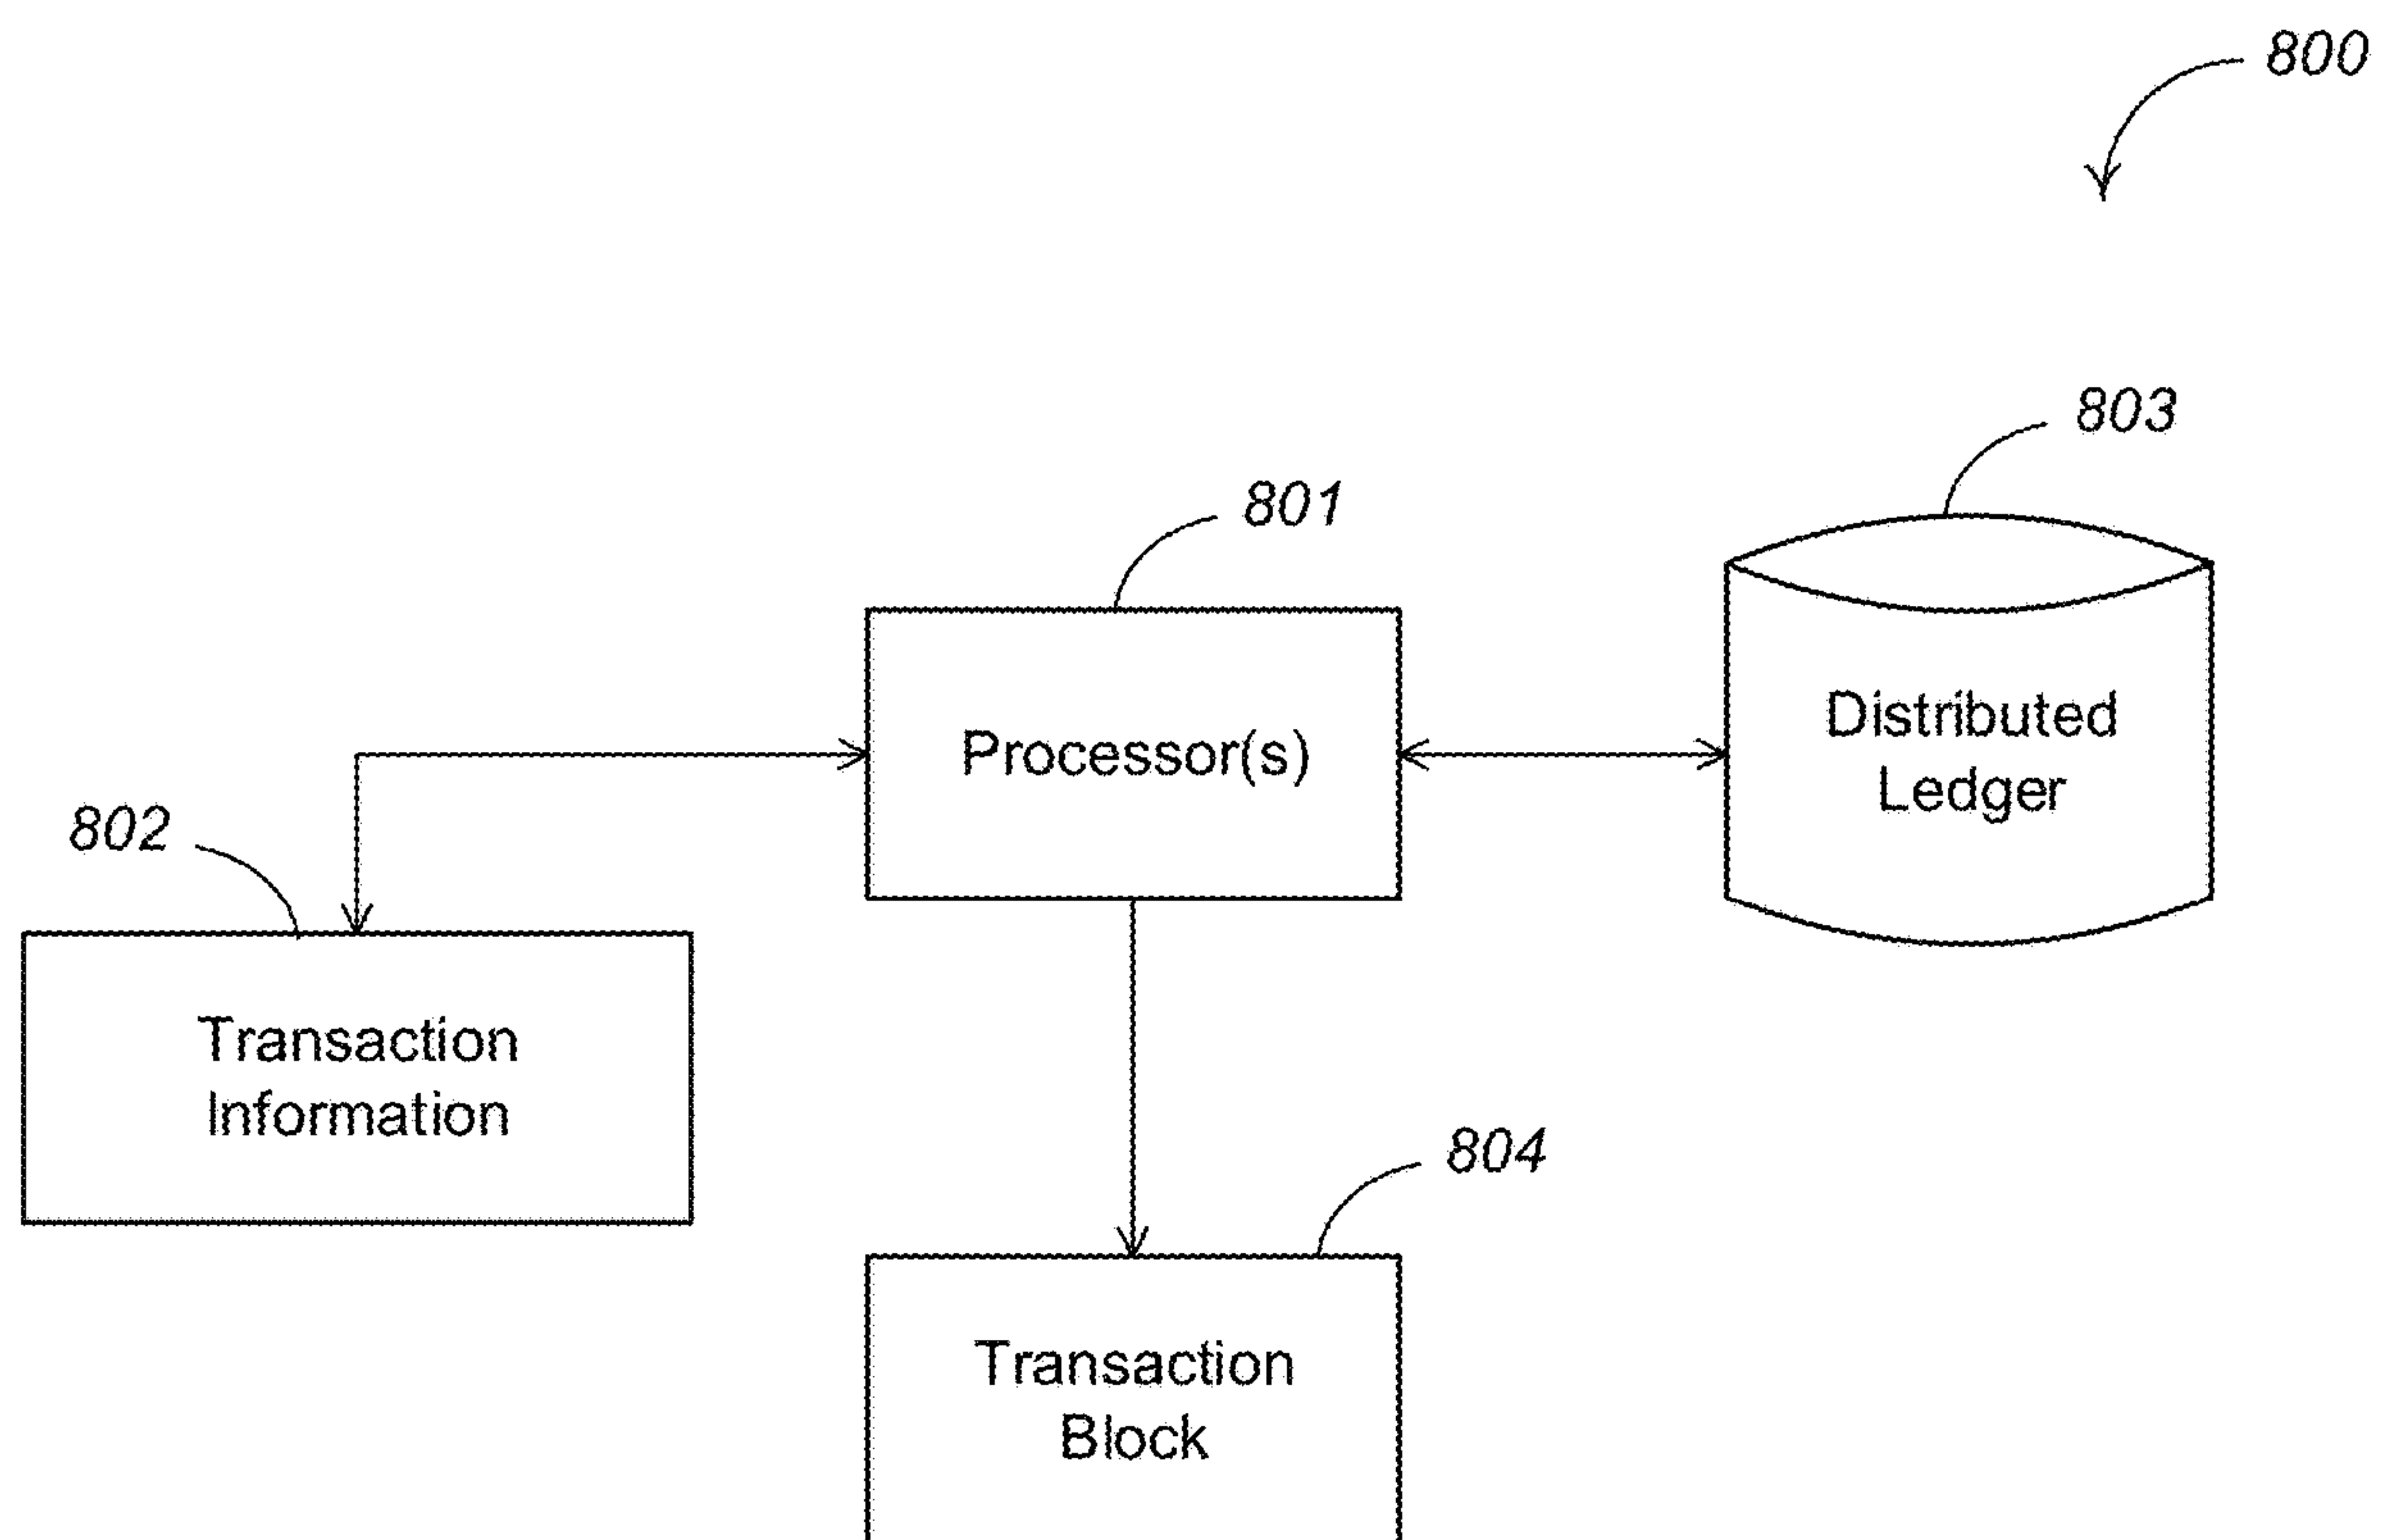 800
803
801
Processor(s)
Distributed
Ledger
802
Transaction
Information
804
Transaction
Block